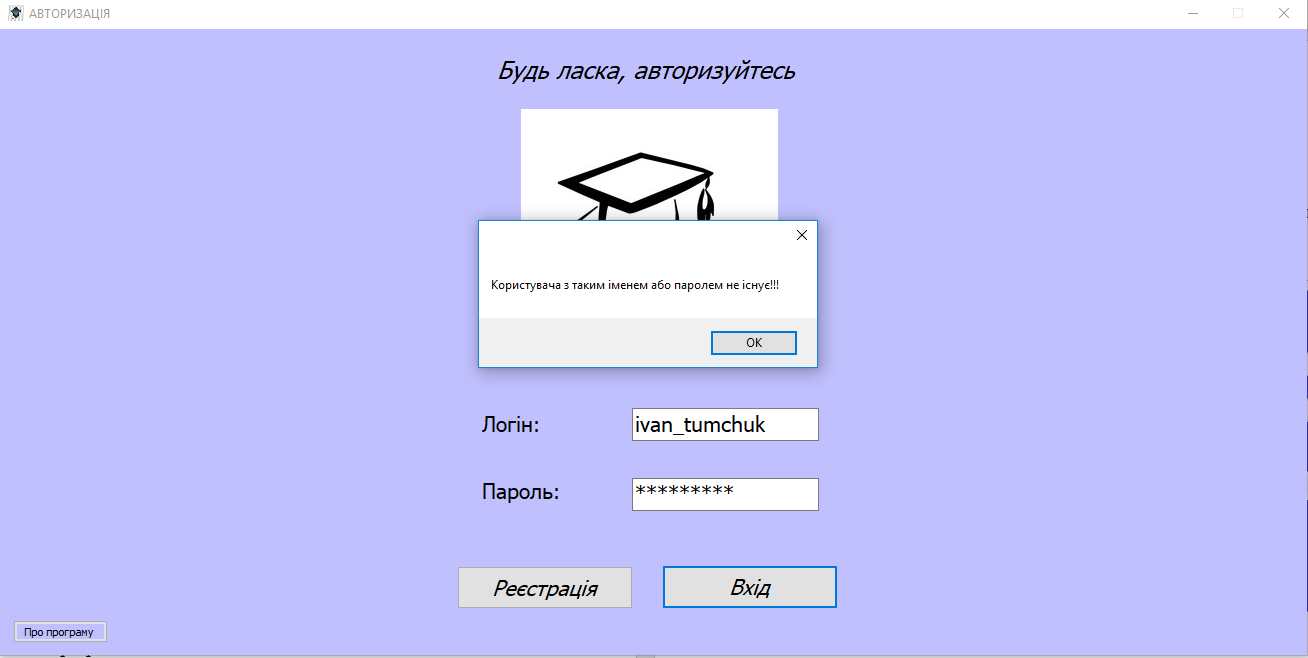 АВТОРИЗАЦІЯ
Будь ласка, авторизуйтесь
Користувача з таким іменем або паролем не існує!!!
OK
Логін:
ivan_tumchuk
Пароль:
*********
Реєстрація
Вхід
Про програму